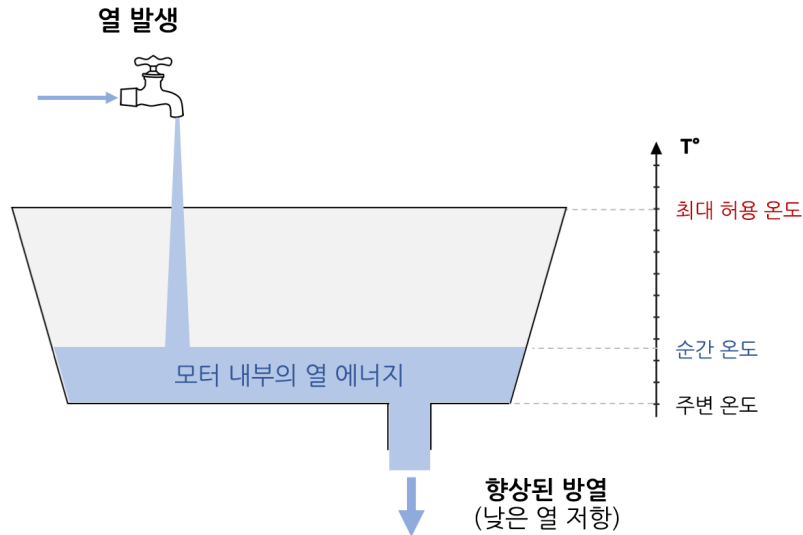 열 발생
T°
최대 허용 온도
순간 온도
모터 내부의 열 에너지
주변 온도
향상된 방열
(낮은 열 저항)